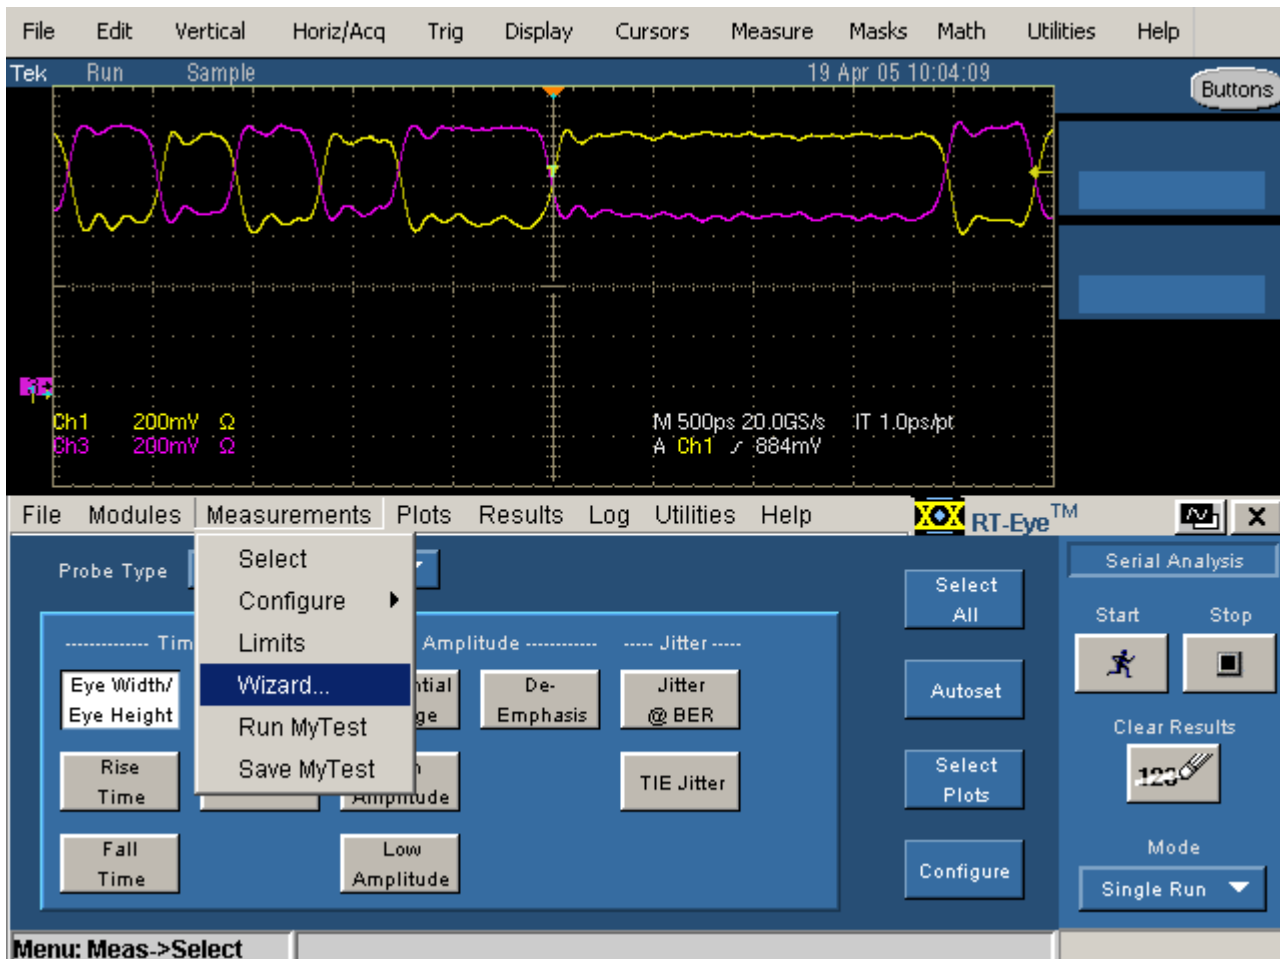 File Edit Vertical Horiz/Acq Trig Display Cursors Measure Masks Math Utilities Help
Tek Run Sample 19 Apr 05 10:04:09
Buttons
Ch1 200mV Ω M 500ps 20.0GS/s IT 1.0ps/pt
Ch3 200mV Ω A Ch1 884mV
File Modules Measurements Plots Results Log Utilities Help RT-Eye™
Probe Type
Select
Configure
Limits
Wizard...
Run MyTest
Save MyTest
Amplitude
Jitter
Eye Width/
Eye Height
De-
Emphasis
Jitter
@ BER
Rise
Time
Amplitude
TIE Jitter
Fall
Time
Low
Amplitude
Select
All
Autoset
Select
Plots
Configure
Serial Analysis
Start Stop
Clear Results
123
Mode
Single Run
Menu: Meas->Select